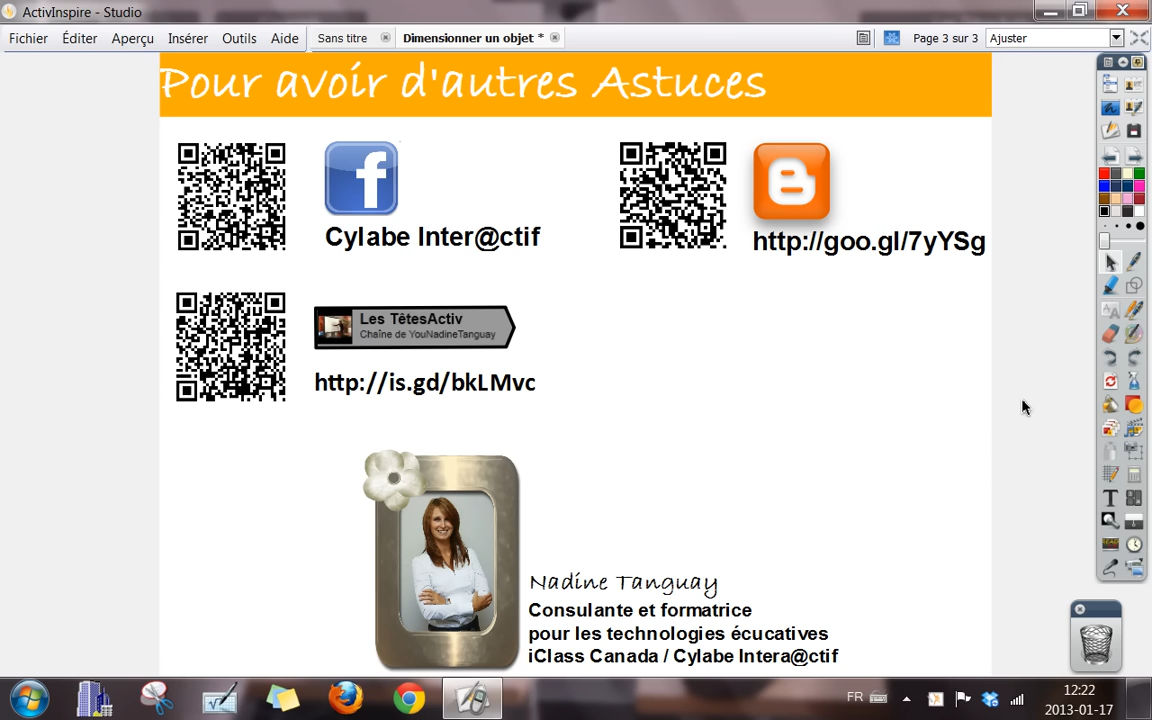 ActivInspire - Studio
Fichier Éditer Aperçu Insérer Outils Aide Sans titre Dimensionner un objet * Page 3 sur 3 Ajuster
Pour avoir d'autres Astuces
Cylabe Inter@ctif
http://goo.gl/7yYSg
Les TêtesActiv
Chaîne de YouNadineTanguay
http://is.gd/bkLMvc
Nadine Tanguay
Consulante et formatrice
pour les technologies écucatives
iClass Canada / Cylabe Intera@ctif
FR
12:22
2013-01-17